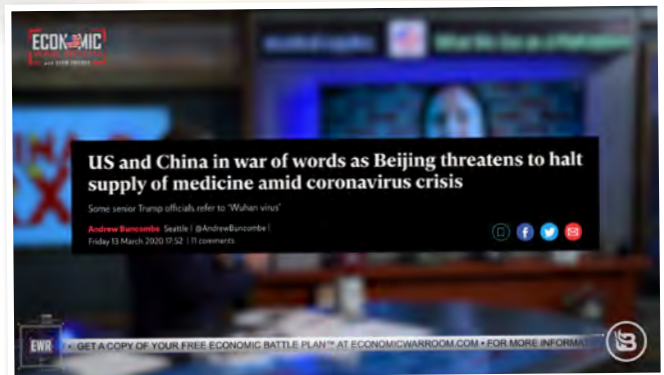 ECONOMIC
US and China in war of words as Beijing threatens to halt
supply of medicine amid coronavirus crisis
Some senior Trump officials refer to 'Wuhan virus'
Andrew Buncombe Seattle | @AndrewBuncombe |
Friday 13 March 2020 17:52 | 11 comments
EWR • GET A COPY OF YOUR FREE ECONOMIC BATTLE PLAN™ AT ECONOMICWARROOM.COM • FOR MORE INFORMAT